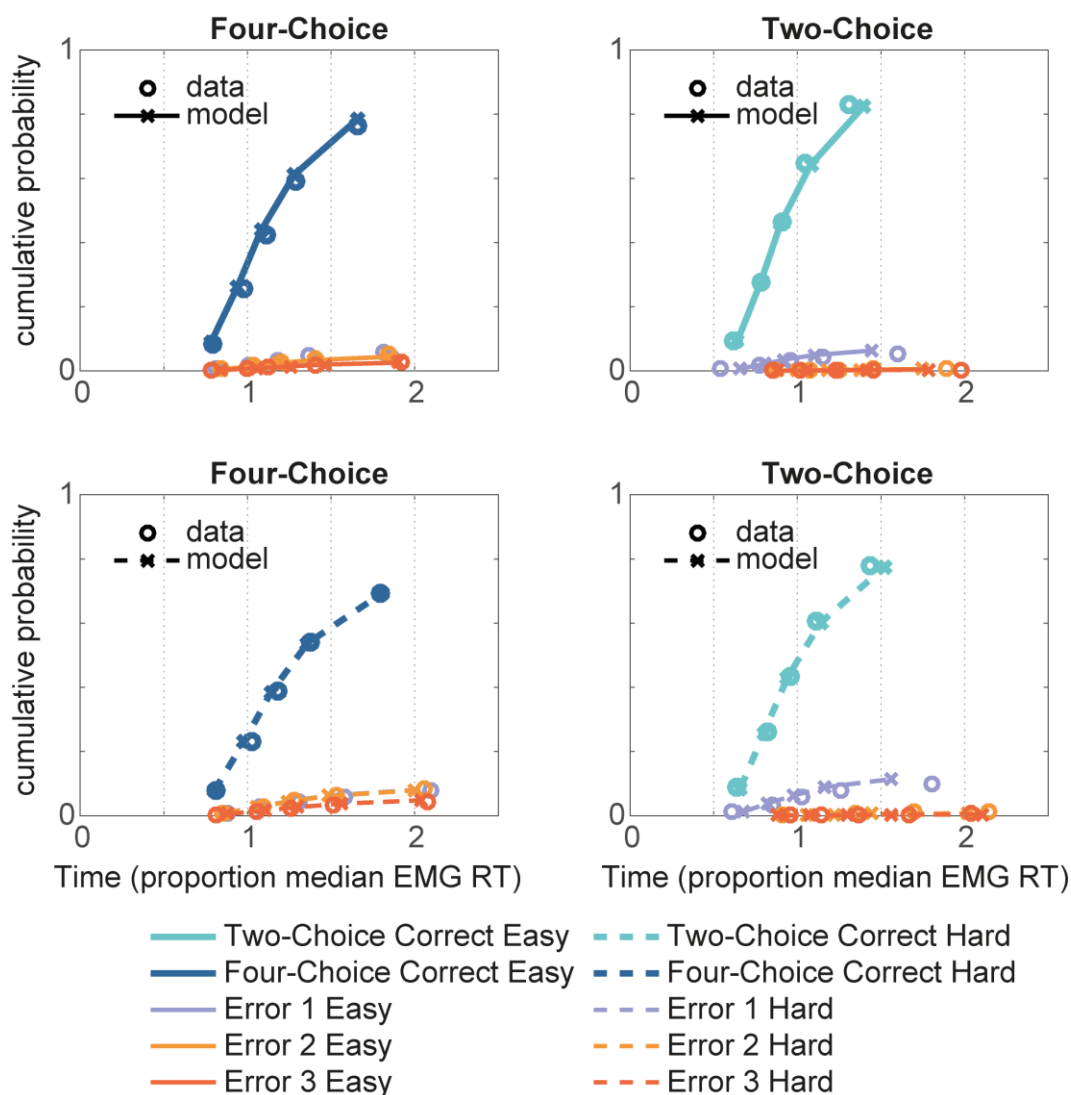 Four-Choice
Two-Choice
1
data
model
cumulative probability
0
0
1
2
1
data
model
0
0
1
2
Four-Choice
Two-Choice
1
data
model
cumulative probability
0
0
1
2
Time (proportion median EMG RT)
1
data
model
0
0
1
2
Time (proportion median EMG RT)
Two-Choice Correct Easy
Four-Choice Correct Easy
Error 1 Easy
Error 2 Easy
Error 3 Easy
Two-Choice Correct Hard
Four-Choice Correct Hard
Error 1 Hard
Error 2 Hard
Error 3 Hard